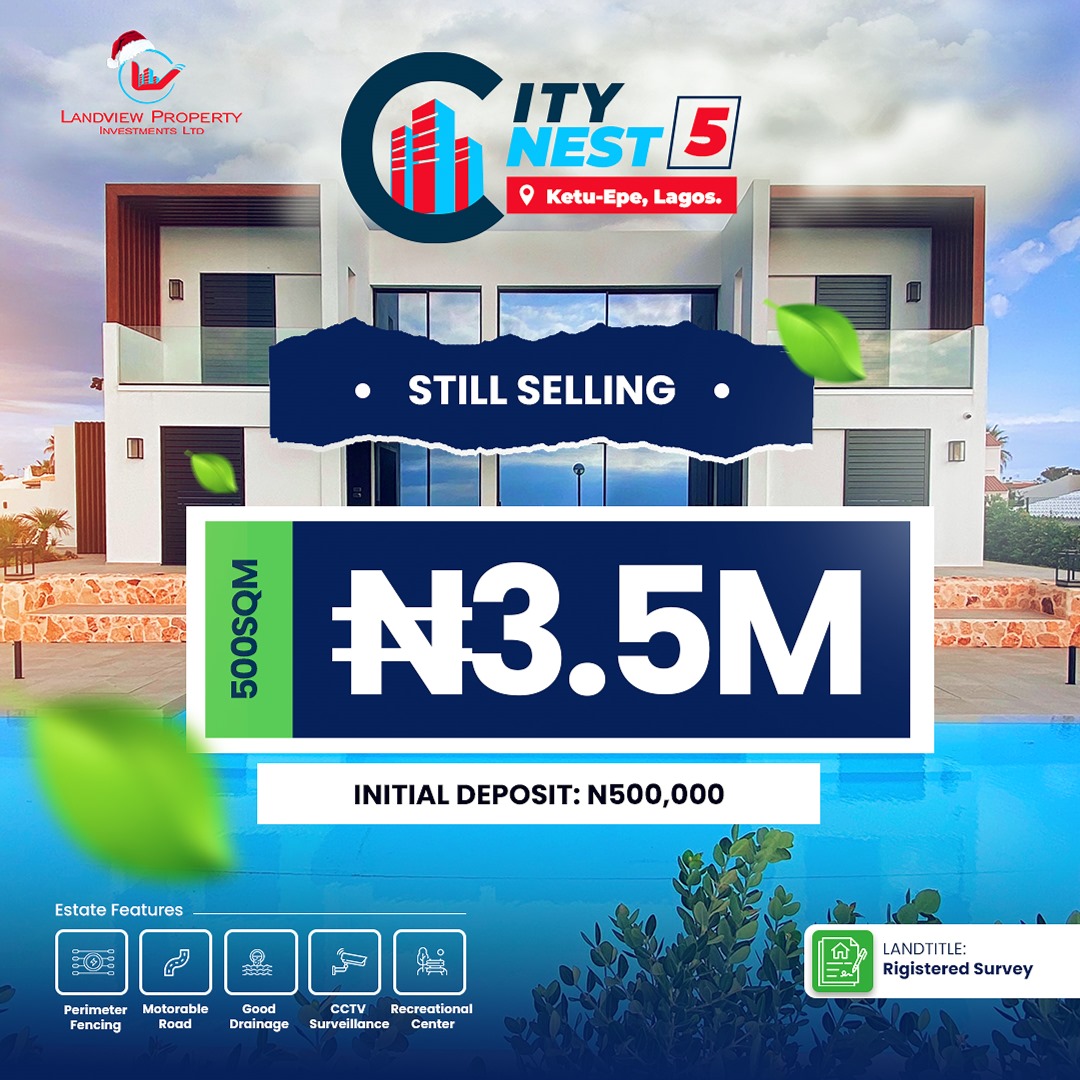 LANDVIEW PROPERTY
INVESTMENTS LTD
CITY
NEST 5
Ketu-Epe, Lagos.
• STILL SELLING •
500SQM
₦3.5M
INITIAL DEPOSIT: N500,000
Estate Features
Perimeter
Fencing
Motorable
Road
Good
Drainage
CCTV
Surveillance
Recreational
Center
LANDTITLE:
Rigistered Survey